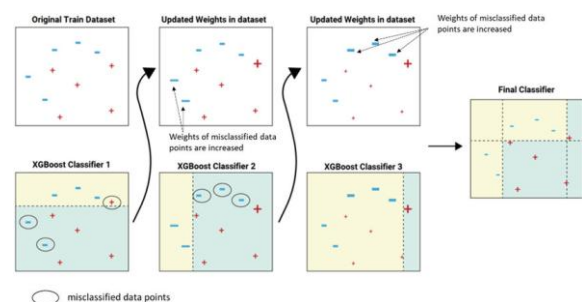 Original Train Dataset
Updated Weights in dataset
Updated Weights in dataset
Weights of misclassified data
points are increased
Weights of misclassified data
points are increased
Final Classifier
XGBoost Classifier 1
XGBoost Classifier 2
XGBoost Classifier 3
misclassified data points